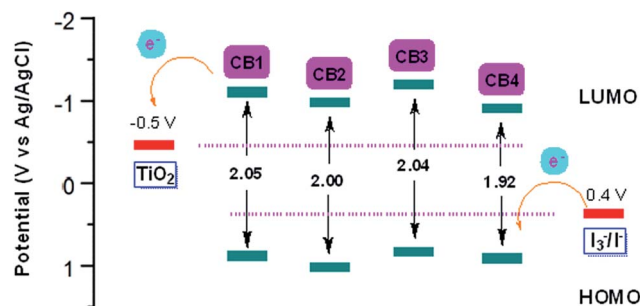 -2
-1
0
1
Potential (V vs Ag/AgCl)
e-
CB1
CB2
CB3
CB4
LUMO
-0.5 V
TiO₂
2.05
2.00
2.04
1.92
e-
0.4 V
I₃⁻/I⁻
HOMO